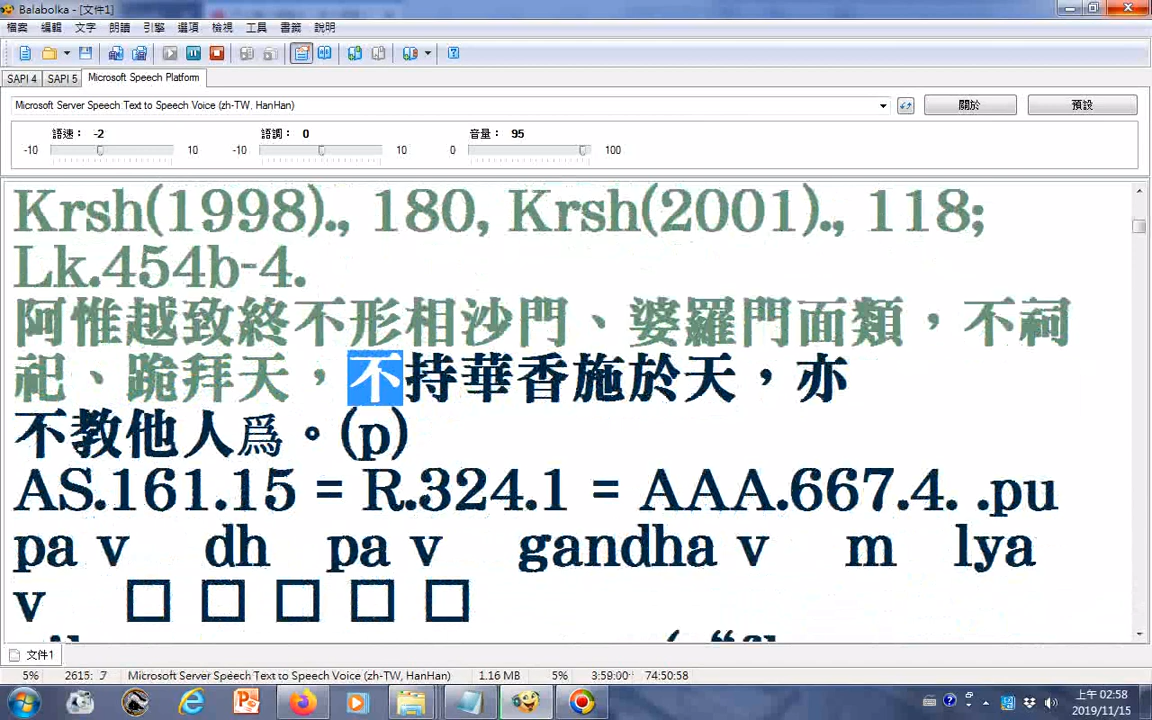 Balabolka - [文件1]
檔案 編輯 文字 朗讀 引擎 選項 檢視 工具 書籤 說明
SAPI 4 SAPI 5 Microsoft Speech Platform
Microsoft Server Speech Text to Speech Voice (zh-TW, HanHan) 關於 預設
語速： -2 語調： 0 音量： 95
-10 10 -10 10 0 100
Krsh(1998)., 180, Krsh(2001)., 118;
Lk.454b-4.
阿惟越致終不形相沙門、婆羅門面類，不祠
祀、跪拜天，不持華香施於天，亦
不教他人爲。(p)
AS.161.15 = R.324.1 = AAA.667.4. .pu
pa v dh pa v gandha v m lya
v □ □ □ □ □
文件1
5% 2615: 7 Microsoft Server Speech Text to Speech Voice (zh-TW, HanHan) 1.16 MB 5% 3:59:00 74:50:58
上午 02:58
2019/11/15